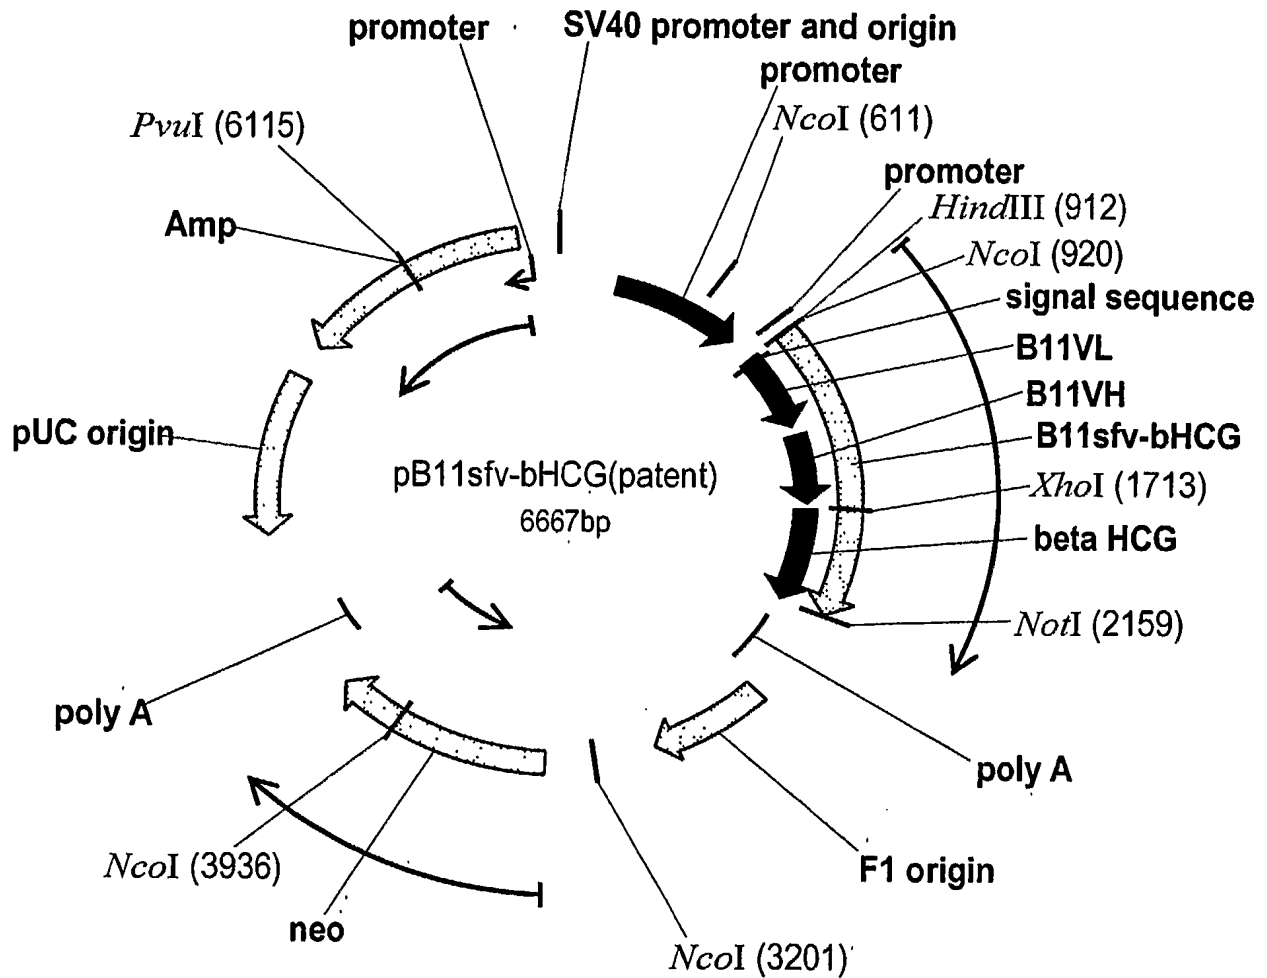 promoter
SV40 promoter and origin
promoter
NcoI (611)
PvuI (6115)
promoter
HindIII (912)
Amp
NcoI (920)
signal sequence
B11VL
B11VH
pUC origin
B11sfv-bHCG
pB11sfv-bHCG(patent)
6667bp
XhoI (1713)
beta HCG
NotI (2159)
poly A
poly A
NcoI (3936)
F1 origin
neo
NcoI (3201)